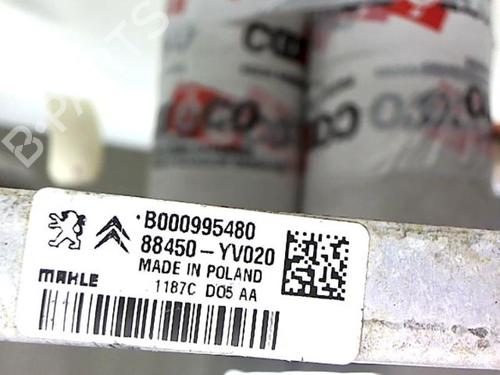 B000995480
88450-YV020
MADE IN POLAND
MAHLE
1187C D05 AA